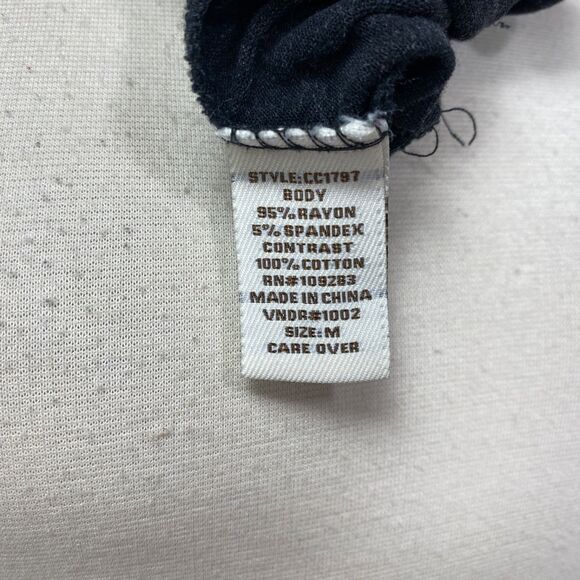 STYLE:CC1797
BODY
95%RAYON
5%SPANDEX
CONTRAST
100%COTTON
RN#109283
MADE IN CHINA
VNDR#1002
SIZE:M
CARE OVER